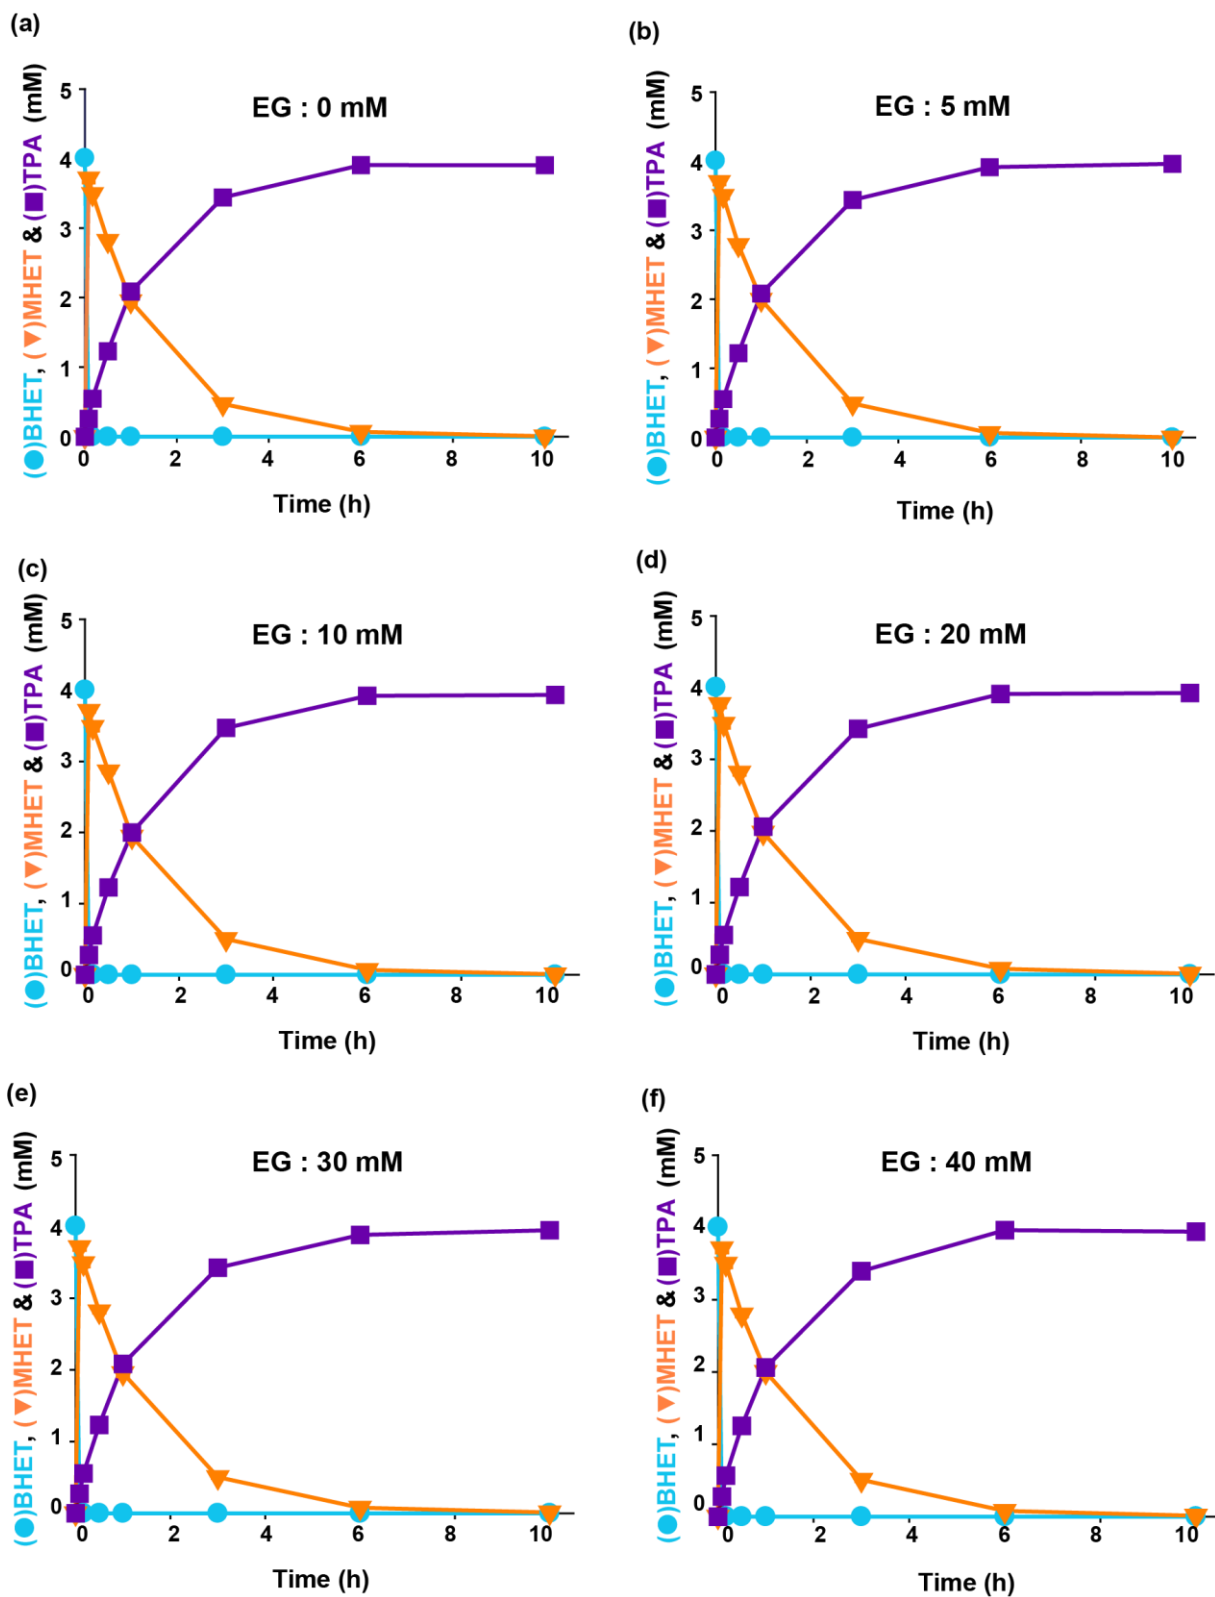 (a)
EG : 0 mM
(●)BHET, (▼)MHET & (■)TPA (mM)
5
4
3
2
1
0
0 2 4 6 8 10
Time (h)
(b)
EG : 5 mM
(●)BHET, (▼)MHET & (■)TPA (mM)
5
4
3
2
1
0
0 2 4 6 8 10
Time (h)
(c)
EG : 10 mM
(●)BHET, (▼)MHET & (■)TPA (mM)
5
4
3
2
1
0
0 2 4 6 8 10
Time (h)
(d)
EG : 20 mM
(●)BHET, (▼)MHET & (■)TPA (mM)
5
4
3
2
1
0
0 2 4 6 8 10
Time (h)
(e)
EG : 30 mM
(●)BHET, (▼)MHET & (■)TPA (mM)
5
4
3
2
1
0
0 2 4 6 8 10
Time (h)
(f)
EG : 40 mM
(●)BHET, (▼)MHET & (■)TPA (mM)
5
4
3
2
1
0
0 2 4 6 8 10
Time (h)